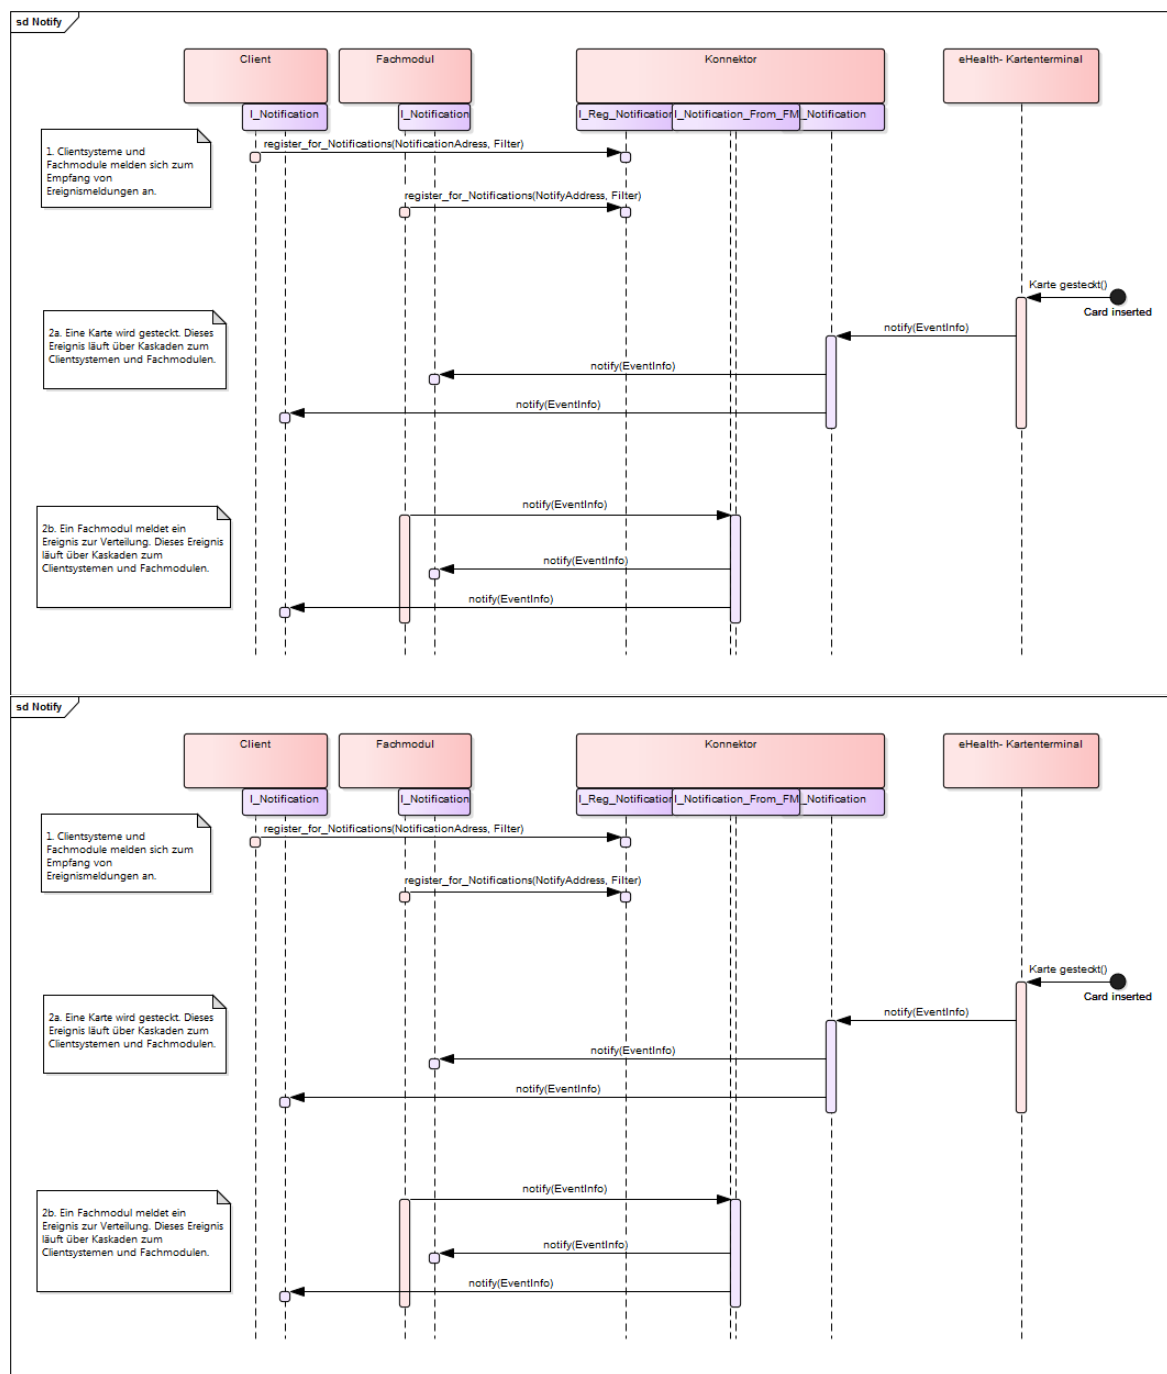 sd Notify
Client
Fachmodul
Konnektor
eHealth- Kartenterminal
I_Notification
I_Notification
I_Reg_Notification
I_Notification_From_FM
_Notification
1. Clientsysteme und
Fachmodule melden sich zum
Empfang von
Ereignismeldungen an.
register_for_Notifications(NotificationAdress, Filter)
register_for_Notifications(NotifyAddress, Filter)
Karte gesteckt()
Card inserted
2a. Eine Karte wird gesteckt. Dieses
Ereignis läuft über Kaskaden zum
Clientsystemen und Fachmodulen.
notify(EventInfo)
notify(EventInfo)
notify(EventInfo)
2b. Ein Fachmodul meldet ein
Ereignis zur Verteilung. Dieses Ereignis
läuft über Kaskaden zum
Clientsystemen und Fachmodulen.
notify(EventInfo)
notify(EventInfo)
notify(EventInfo)
sd Notify
Client
Fachmodul
Konnektor
eHealth- Kartenterminal
I_Notification
I_Notification
I_Reg_Notification
I_Notification_From_FM
_Notification
1. Clientsysteme und
Fachmodule melden sich zum
Empfang von
Ereignismeldungen an.
register_for_Notifications(NotificationAdress, Filter)
register_for_Notifications(NotifyAddress, Filter)
Karte gesteckt()
Card inserted
2a. Eine Karte wird gesteckt. Dieses
Ereignis läuft über Kaskaden zum
Clientsystemen und Fachmodulen.
notify(EventInfo)
notify(EventInfo)
notify(EventInfo)
2b. Ein Fachmodul meldet ein
Ereignis zur Verteilung. Dieses Ereignis
läuft über Kaskaden zum
Clientsystemen und Fachmodulen.
notify(EventInfo)
notify(EventInfo)
notify(EventInfo)